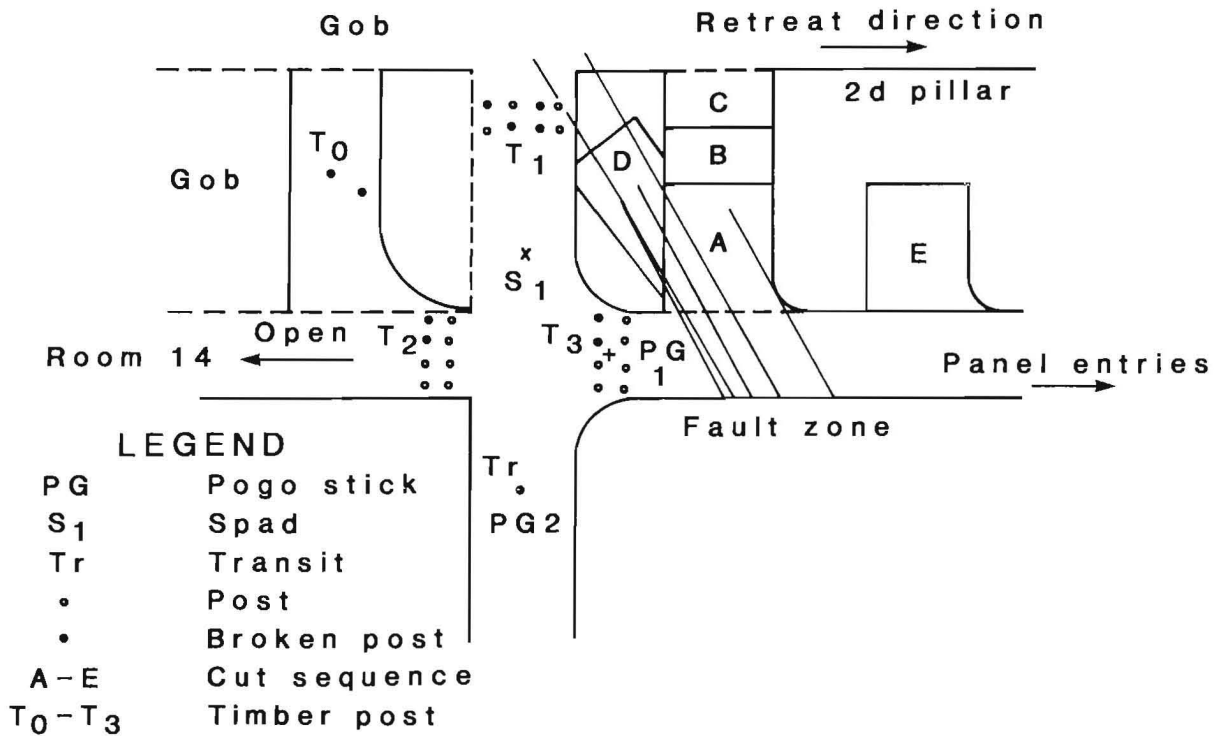 Gob
Retreat direction
2d pillar
C
B
A
D
E
T0
T1
Gob
S1
x
Open
T2
T3
+
PG
1
Room 14
Panel entries
Fault zone
Tr
PG2
LEGEND
PG Pogo stick
S1 Spad
Tr Transit
Post
Broken post
A-E Cut sequence
T0-T3 Timber post